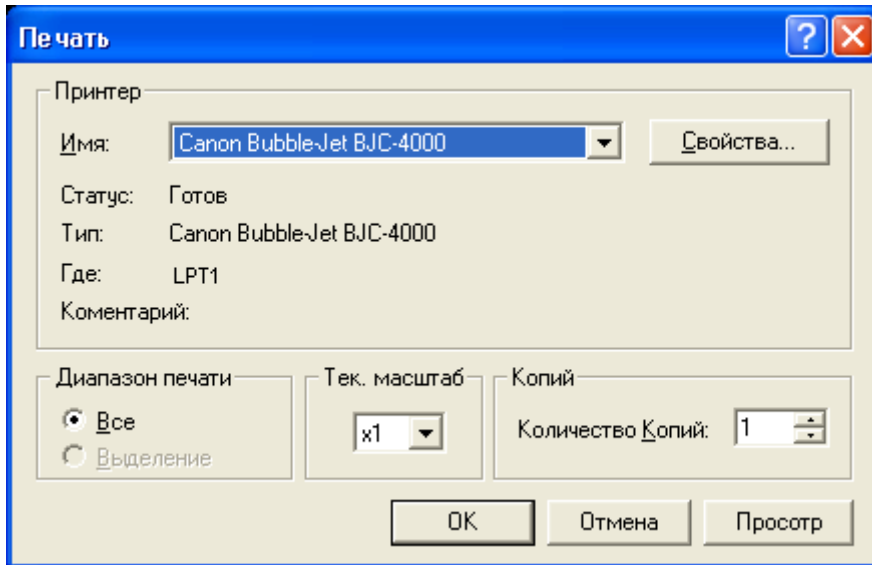 Печать
Принтер
Имя: Canon Bubble-Jet BJC-4000 Свойства...
Статус: Готов
Тип: Canon Bubble-Jet BJC-4000
Где: LPT1
Коментарий:
Диапазон печати Тек. масштаб Копий
Все x1 Количество Копий: 1
Выделение
OK Отмена Просотр